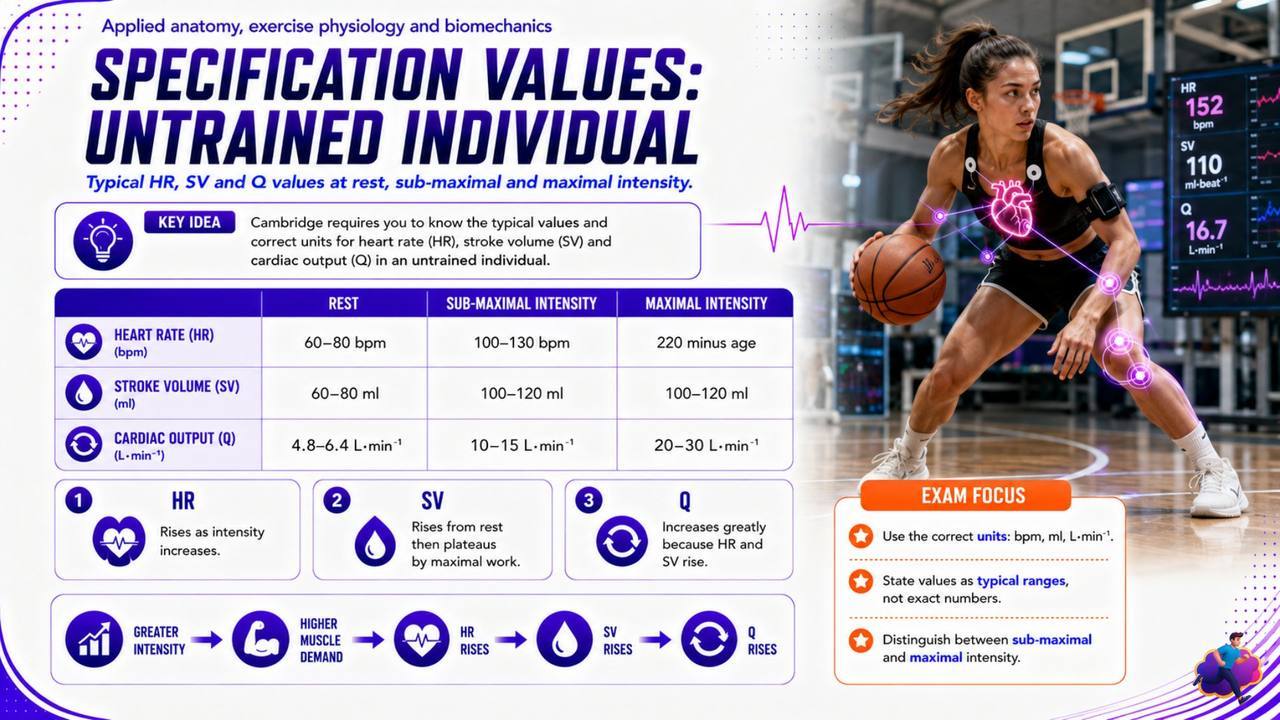 Applied anatomy, exercise physiology and biomechanics
SPECIFICATION VALUES:
UNTRAINED INDIVIDUAL
Typical HR, SV and Q values at rest, sub-maximal and maximal intensity.
KEY IDEA
Cambridge requires you to know the typical values and
correct units for heart rate (HR), stroke volume (SV) and
cardiac output (Q) in an untrained individual.
REST SUB-MAXIMAL INTENSITY MAXIMAL INTENSITY
HEART RATE (HR)
(bpm)
60–80 bpm 100–130 bpm 220 minus age
STROKE VOLUME (SV)
(ml)
60–80 ml 100–120 ml 100–120 ml
CARDIAC OUTPUT (Q)
(L·min⁻¹)
4.8–6.4 L·min⁻¹ 10–15 L·min⁻¹ 20–30 L·min⁻¹
1 HR
Rises as intensity
increases.
2 SV
Rises from rest
then plateaus
by maximal work.
3 Q
Increases greatly
because HR and
SV rise.
GREATER
INTENSITY
HIGHER
MUSCLE
DEMAND
HR
RISES
SV
RISES
Q
RISES
HR
152
bpm
SV
110
ml·beat⁻¹
Q
16.7
L·min⁻¹
EXAM FOCUS
Use the correct units: bpm, ml, L·min⁻¹.
State values as typical ranges,
not exact numbers.
Distinguish between sub-maximal
and maximal intensity.